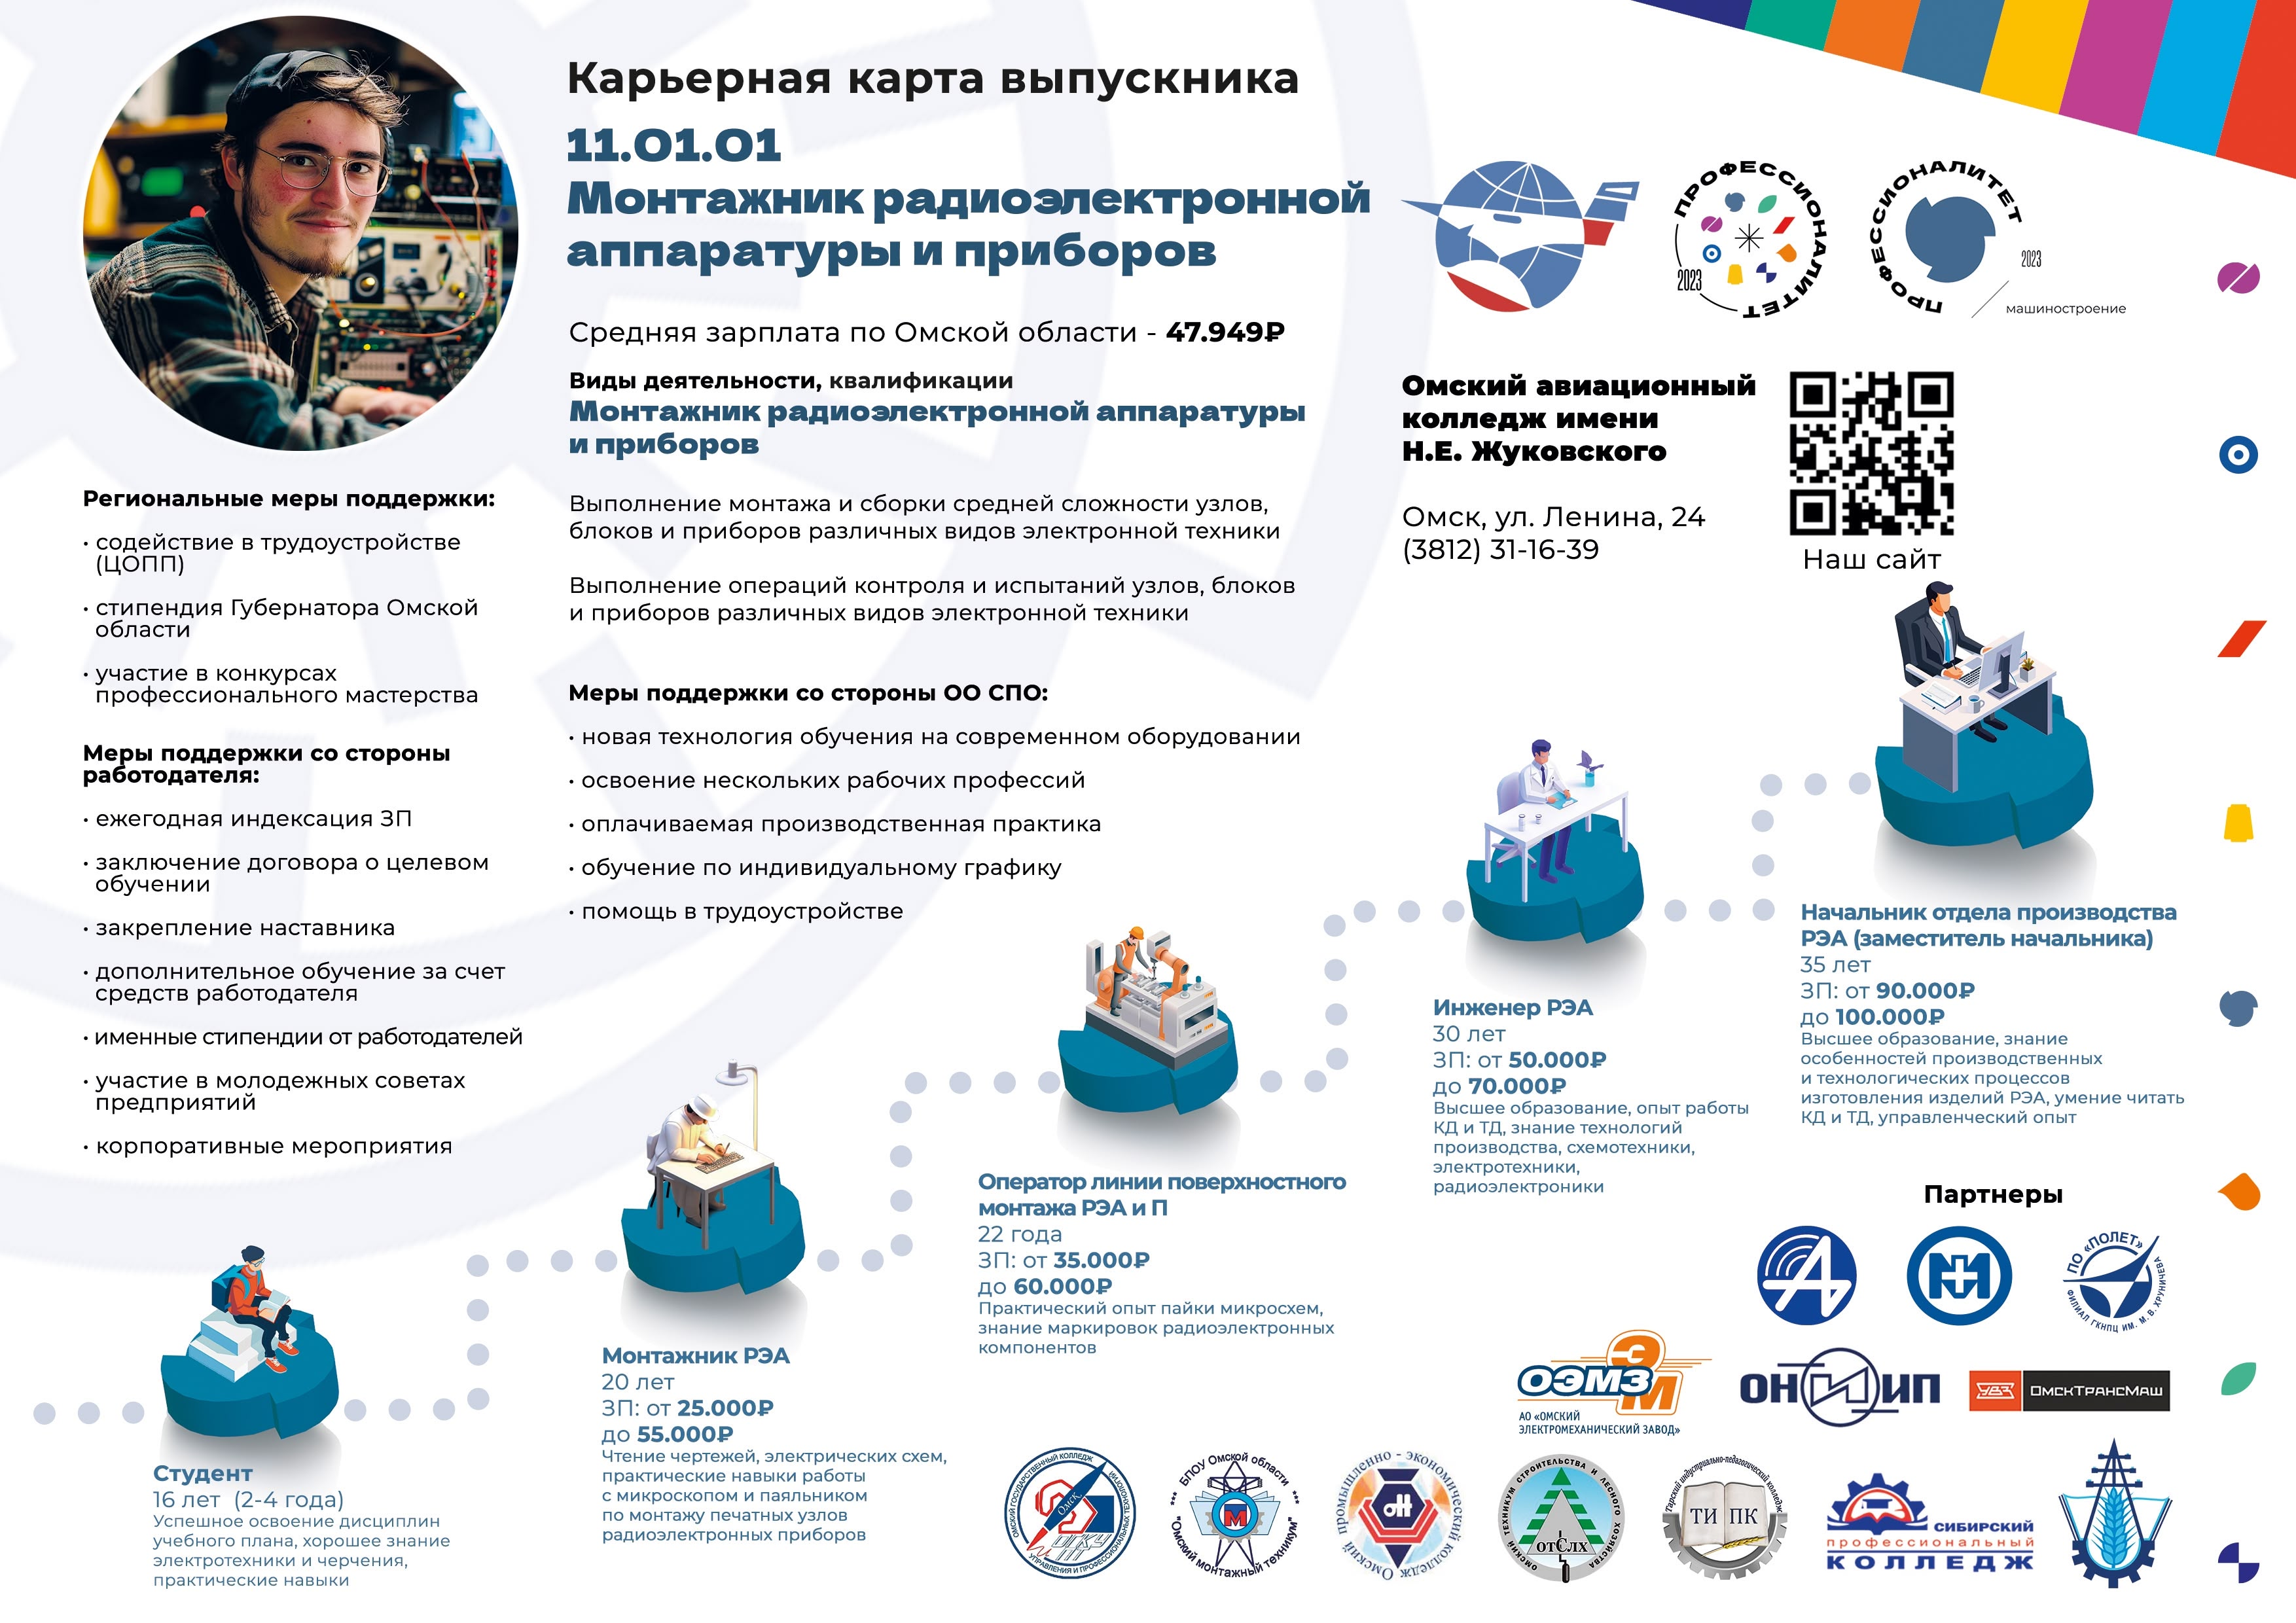 Карьерная карта выпускника
11.01.01
Монтажник радиоэлектронной
аппаратуры и приборов
Средняя зарплата по Омской области - 47.949₽
Виды деятельности, квалификации
Монтажник радиоэлектронной аппаратуры
и приборов
Выполнение монтажа и сборки средней сложности узлов,
блоков и приборов различных видов электронной техники
Выполнение операций контроля и испытаний узлов, блоков
и приборов различных видов электронной техники
Меры поддержки со стороны ОО СПО:
• новая технология обучения на современном оборудовании
• освоение нескольких рабочих профессий
• оплачиваемая производственная практика
• обучение по индивидуальному графику
• помощь в трудоустройстве
Региональные меры поддержки:
• содействие в трудоустройстве
(ЦОПП)
• стипендия Губернатора Омской
области
• участие в конкурсах
профессионального мастерства
Меры поддержки со стороны
работодателя:
• ежегодная индексация ЗП
• заключение договора о целевом
обучении
• закрепление наставника
• дополнительное обучение за счет
средств работодателя
• именные стипендии от работодателей
• участие в молодежных советах
предприятий
• корпоративные мероприятия
ПРОФЕССИОНАЛИТЕТ
2023
ПРОФЕССИОНАЛИТЕТ
2023
машиностроение
Омский авиационный
колледж имени
Н.Е. Жуковского
Омск, ул. Ленина, 24
(3812) 31-16-39
Наш сайт
Студент
16 лет (2-4 года)
Успешное освоение дисциплин
учебного плана, хорошее знание
электротехники и черчения,
практические навыки
Монтажник РЭА
20 лет
ЗП: от 25.000₽
до 55.000₽
Чтение чертежей, электрических схем,
практические навыки работы
с микроскопом и паяльником
по монтажу печатных узлов
радиоэлектронных приборов
Оператор линии поверхностного
монтажа РЭА и П
22 года
ЗП: от 35.000₽
до 60.000₽
Практический опыт пайки микросхем,
знание маркировок радиоэлектронных
компонентов
Инженер РЭА
30 лет
ЗП: от 50.000₽
до 70.000₽
Высшее образование, опыт работы
КД и ТД, знание технологий
производства, схемотехники,
электротехники,
радиоэлектроники
Начальник отдела производства
РЭА (заместитель начальника)
35 лет
ЗП: от 90.000₽
до 100.000₽
Высшее образование, знание
особенностей производственных
и технологических процессов
изготовления изделий РЭА, умение читать
КД и ТД, управленческий опыт
Партнеры
ПО «ПОЛЕТ»
ФИЛИАЛ ГКНПЦ ИМ. М. В. ХРУНИЧЕВА
ОЭМЗ
ЭМ
АО «ОМСКИЙ
ЭЛЕКТРОМЕХАНИЧЕСКИЙ ЗАВОД»
ОНИИП
УВЗ ОМСКТРАНСМАШ
ОМСКИЙ ГОСУДАРСТВЕННЫЙ КОЛЛЕДЖ
УПРАВЛЕНИЯ И ПРОФЕССИОНАЛЬНЫХ ТЕХНОЛОГИЙ
Омск
БПОУ Омской области
"Омский монтажный техникум"
М
Омский промышленно - экономический колледж
ОМСКИЙ ТЕХНИКУМ СТРОИТЕЛЬСТВА И ЛЕСНОГО ХОЗЯЙСТВА
отСлх
Тарский индустриально-педагогический колледж
ТИ ПК
СИБИРСКИЙ
профессиональный
КОЛЛЕДЖ